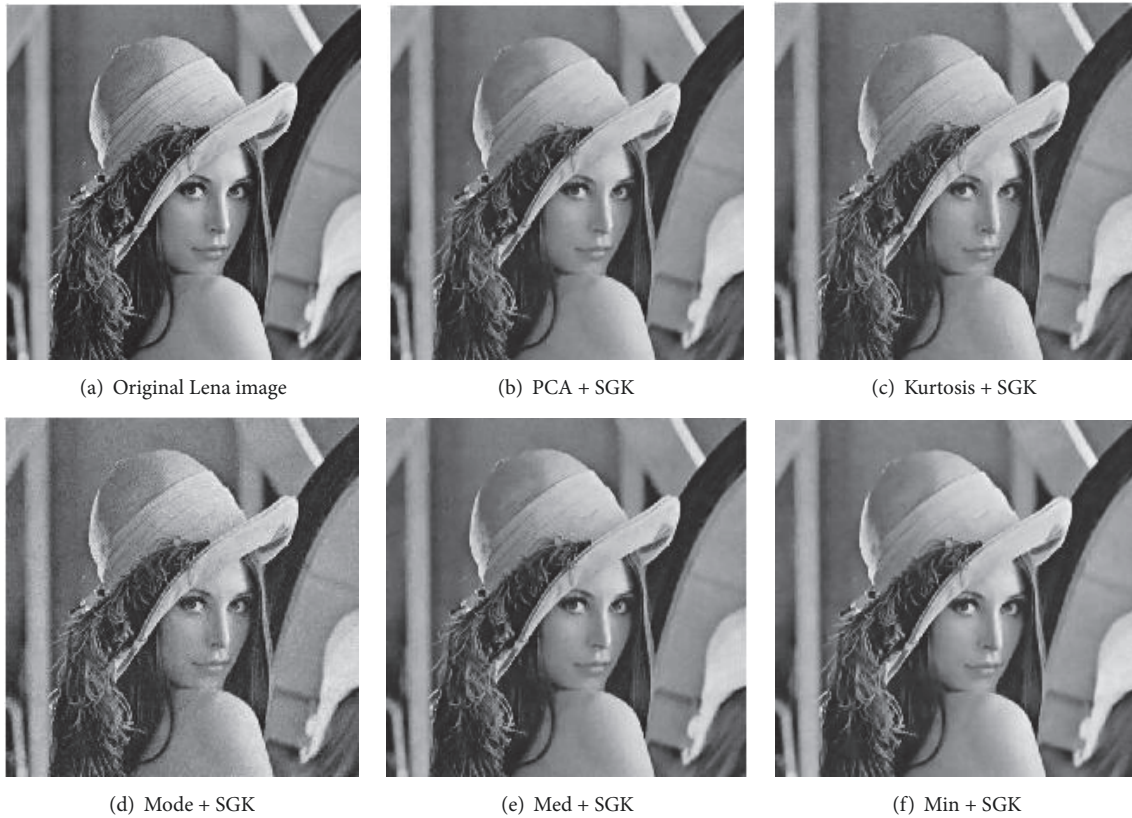 (a) Original Lena image
(b) PCA + SGK
(c) Kurtosis + SGK
(d) Mode + SGK
(e) Med + SGK
(f) Min + SGK